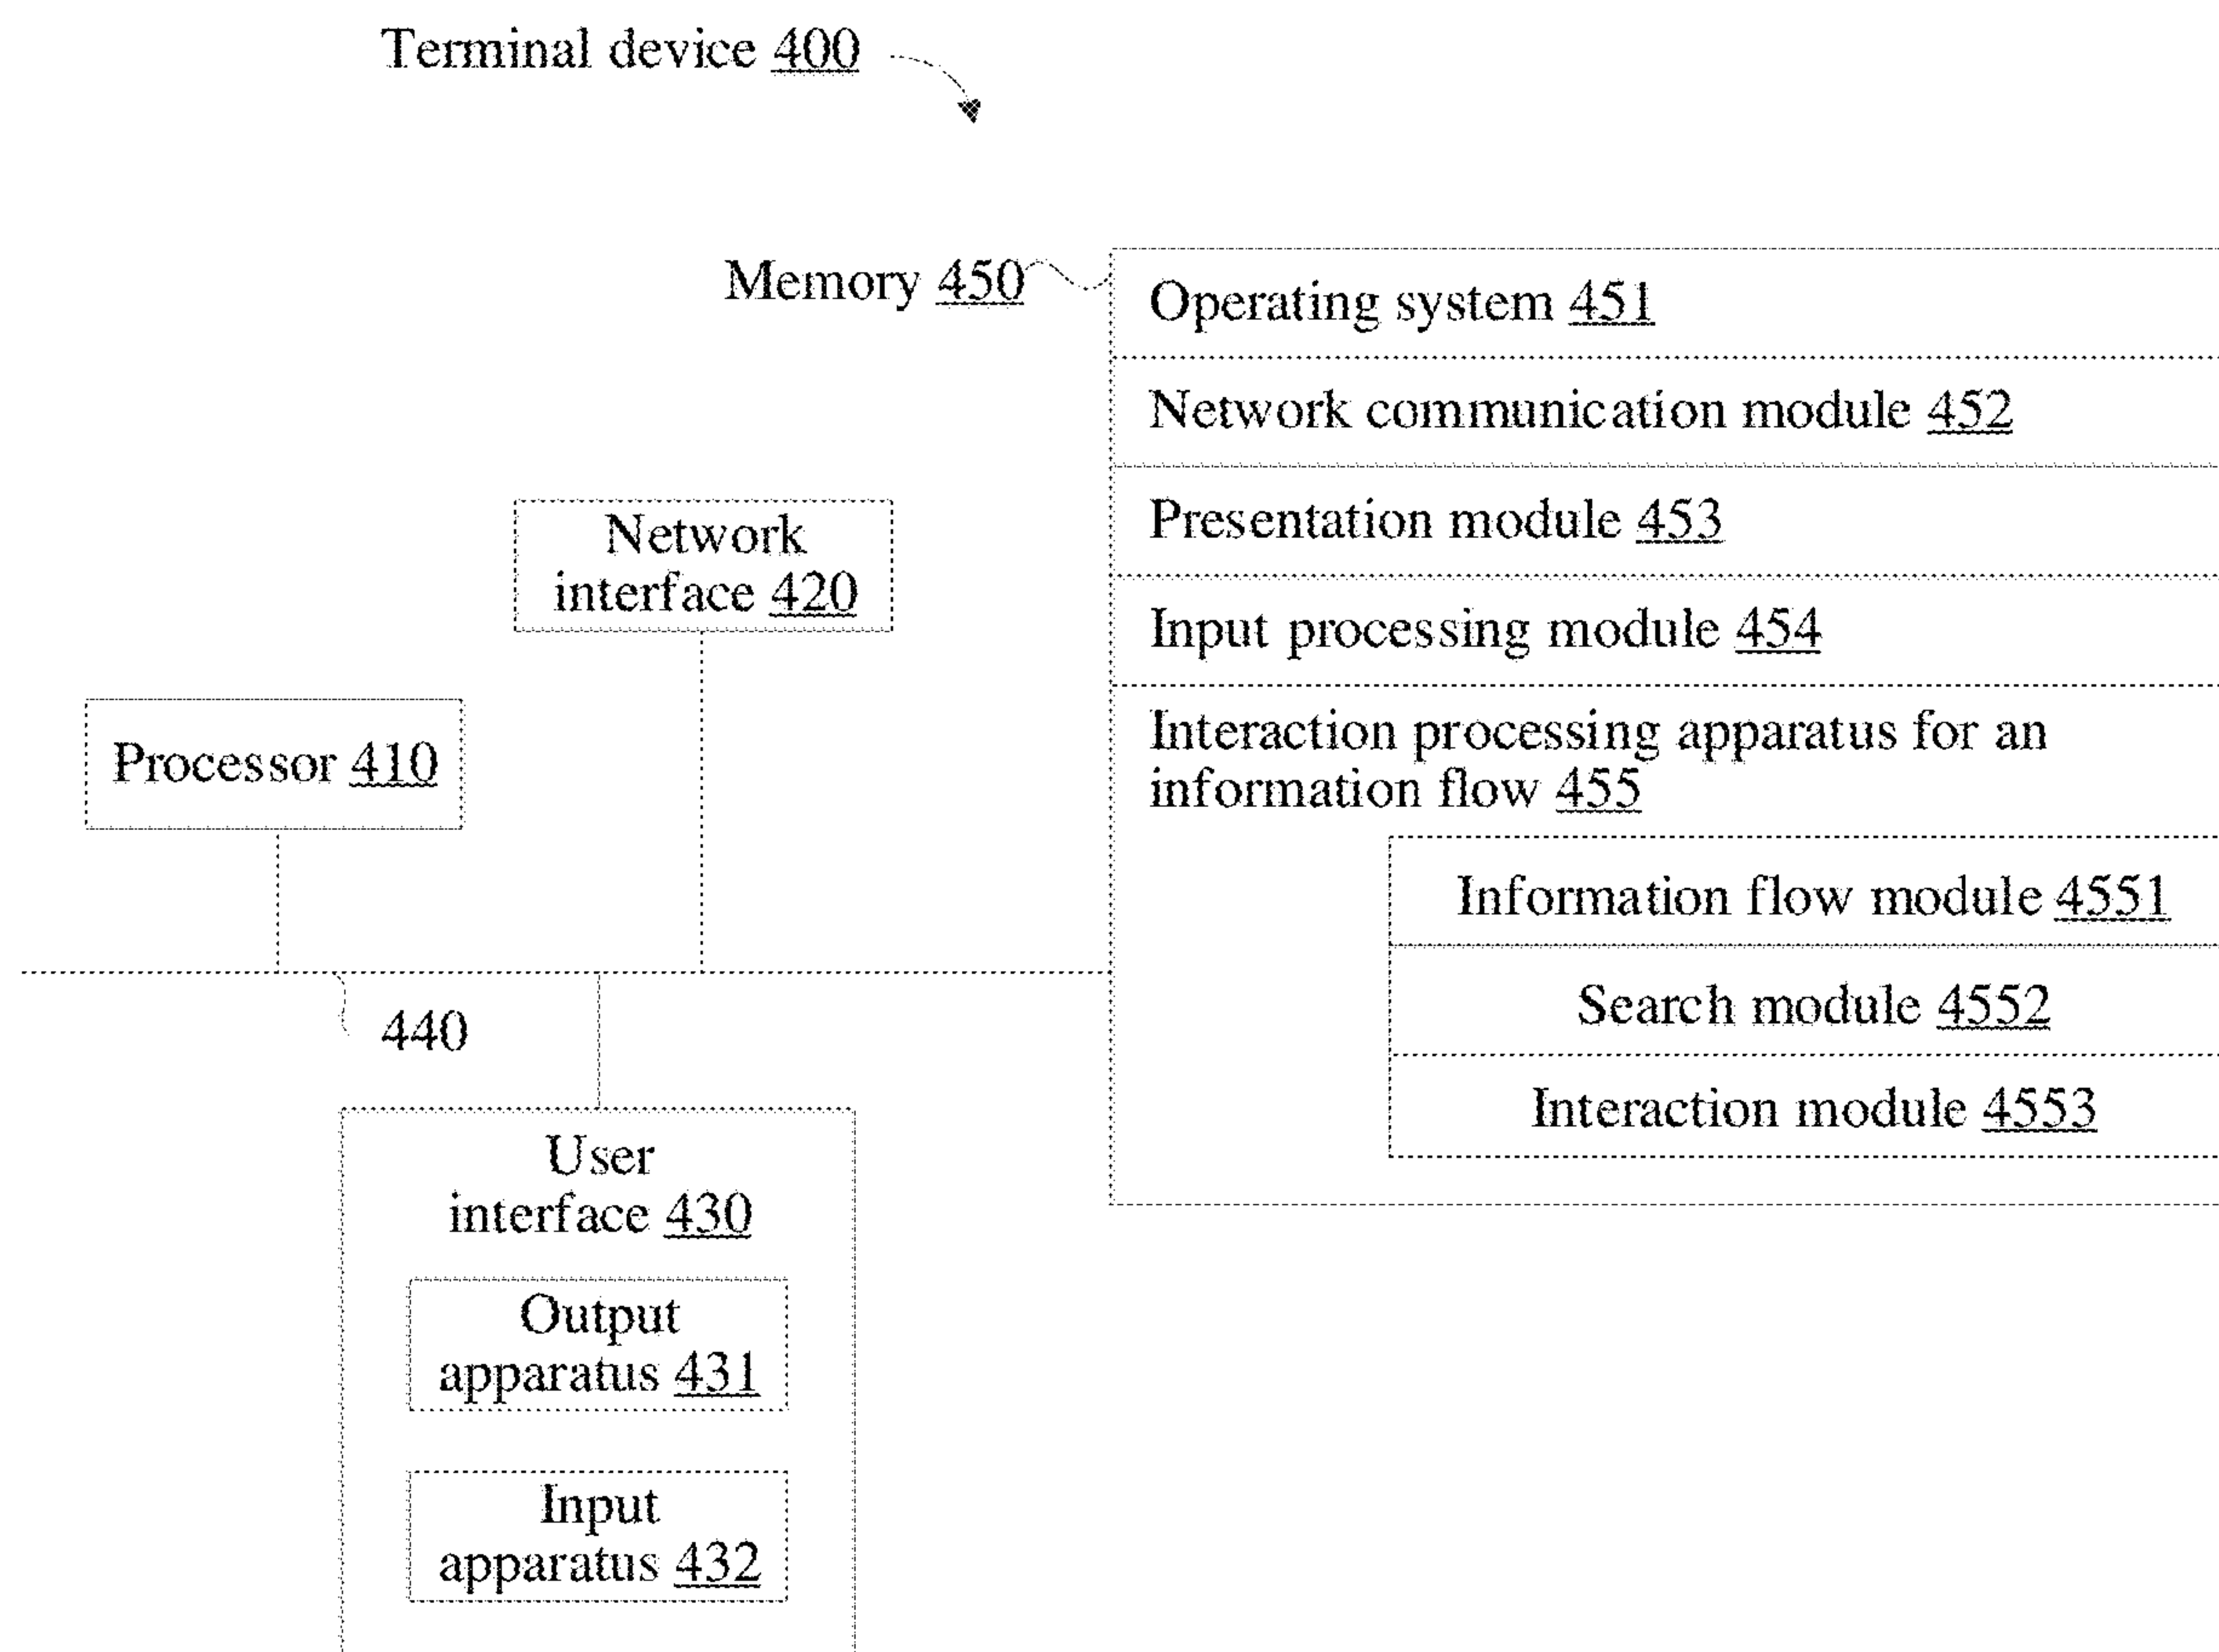 Terminal device 400
Memory 450
Operating system 451
Network communication module 452
Presentation module 453
Input processing module 454
Interaction processing apparatus for an
information flow 455
Information flow module 4551
Search module 4552
Interaction module 4553
Network
interface 420
Processor 410
440
User
interface 430
Output
apparatus 431
Input
apparatus 432